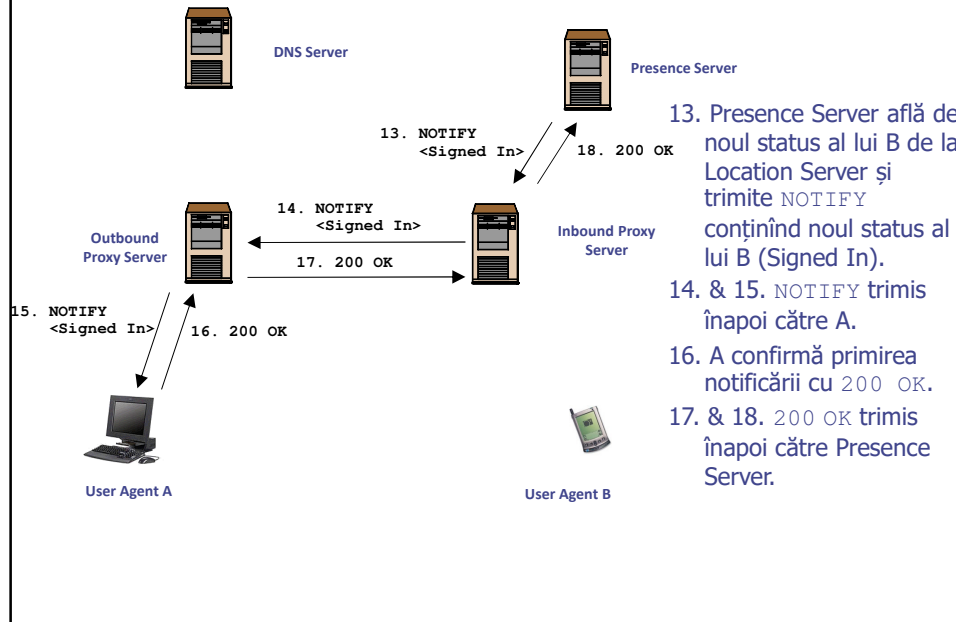 DNS Server
Presence Server
13. NOTIFY
<Signed In>
18. 200 OK
14. NOTIFY
<Signed In>
Outbound
Proxy Server
Inbound Proxy
Server
17. 200 OK
15. NOTIFY
<Signed In>
16. 200 OK
User Agent A
User Agent B
13. Presence Server află de
noul status al lui B de la
Location Server și
trimite NOTIFY
conținînd noul status al
lui B (Signed In).
14. & 15. NOTIFY trimis
înapoi către A.
16. A confirmă primirea
notificării cu 200 OK.
17. & 18. 200 OK trimis
înapoi către Presence
Server.